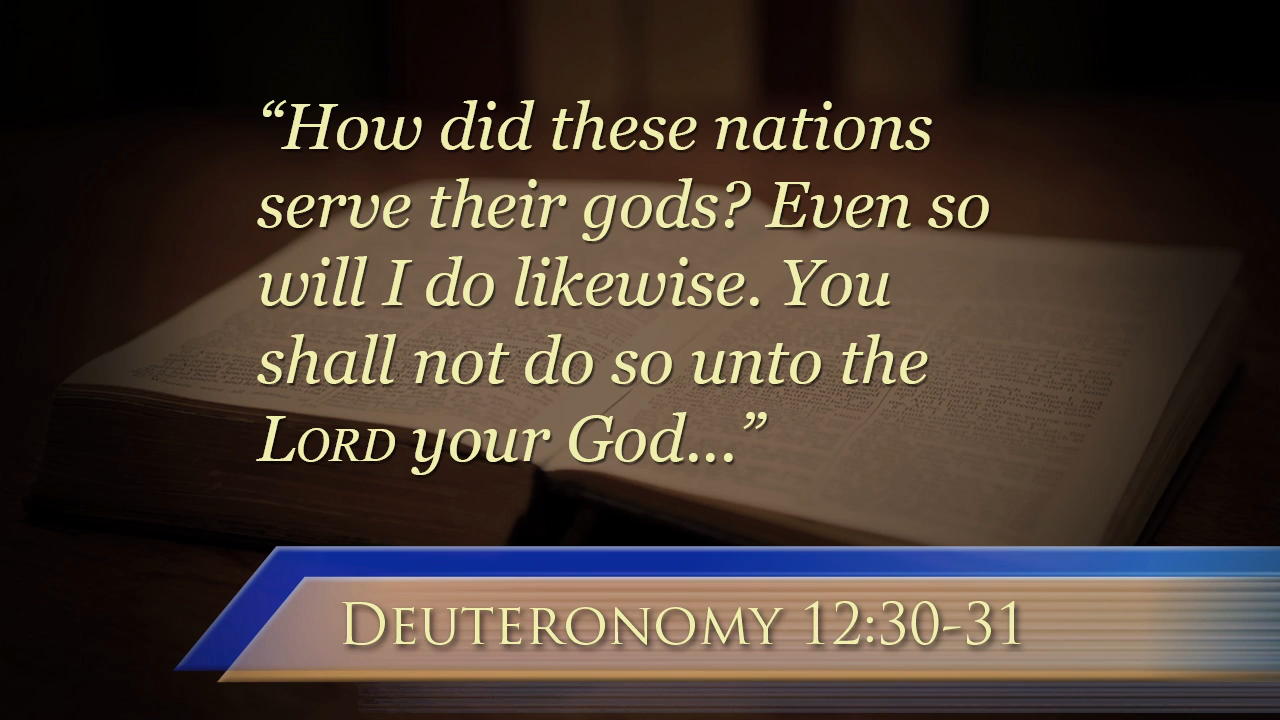 “How did these nations
serve their gods? Even so
will I do likewise. You
shall not do so unto the
LORD your God...”
DEUTERONOMY 12:30-31